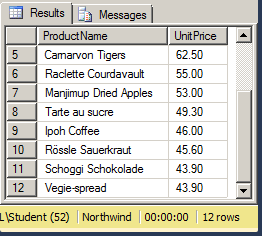 Results Messages
ProductName UnitPrice
5 Carnarvon Tigers 62.50
6 Raclette Courdavault 55.00
7 Manjimup Dried Apples 53.00
8 Tarte au sucre 49.30
9 Ipoh Coffee 46.00
10 Rössle Sauerkraut 45.60
11 Schoggi Schokolade 43.90
12 Vegie-spread 43.90
L\Student (52) Northwind 00:00:00 12 rows